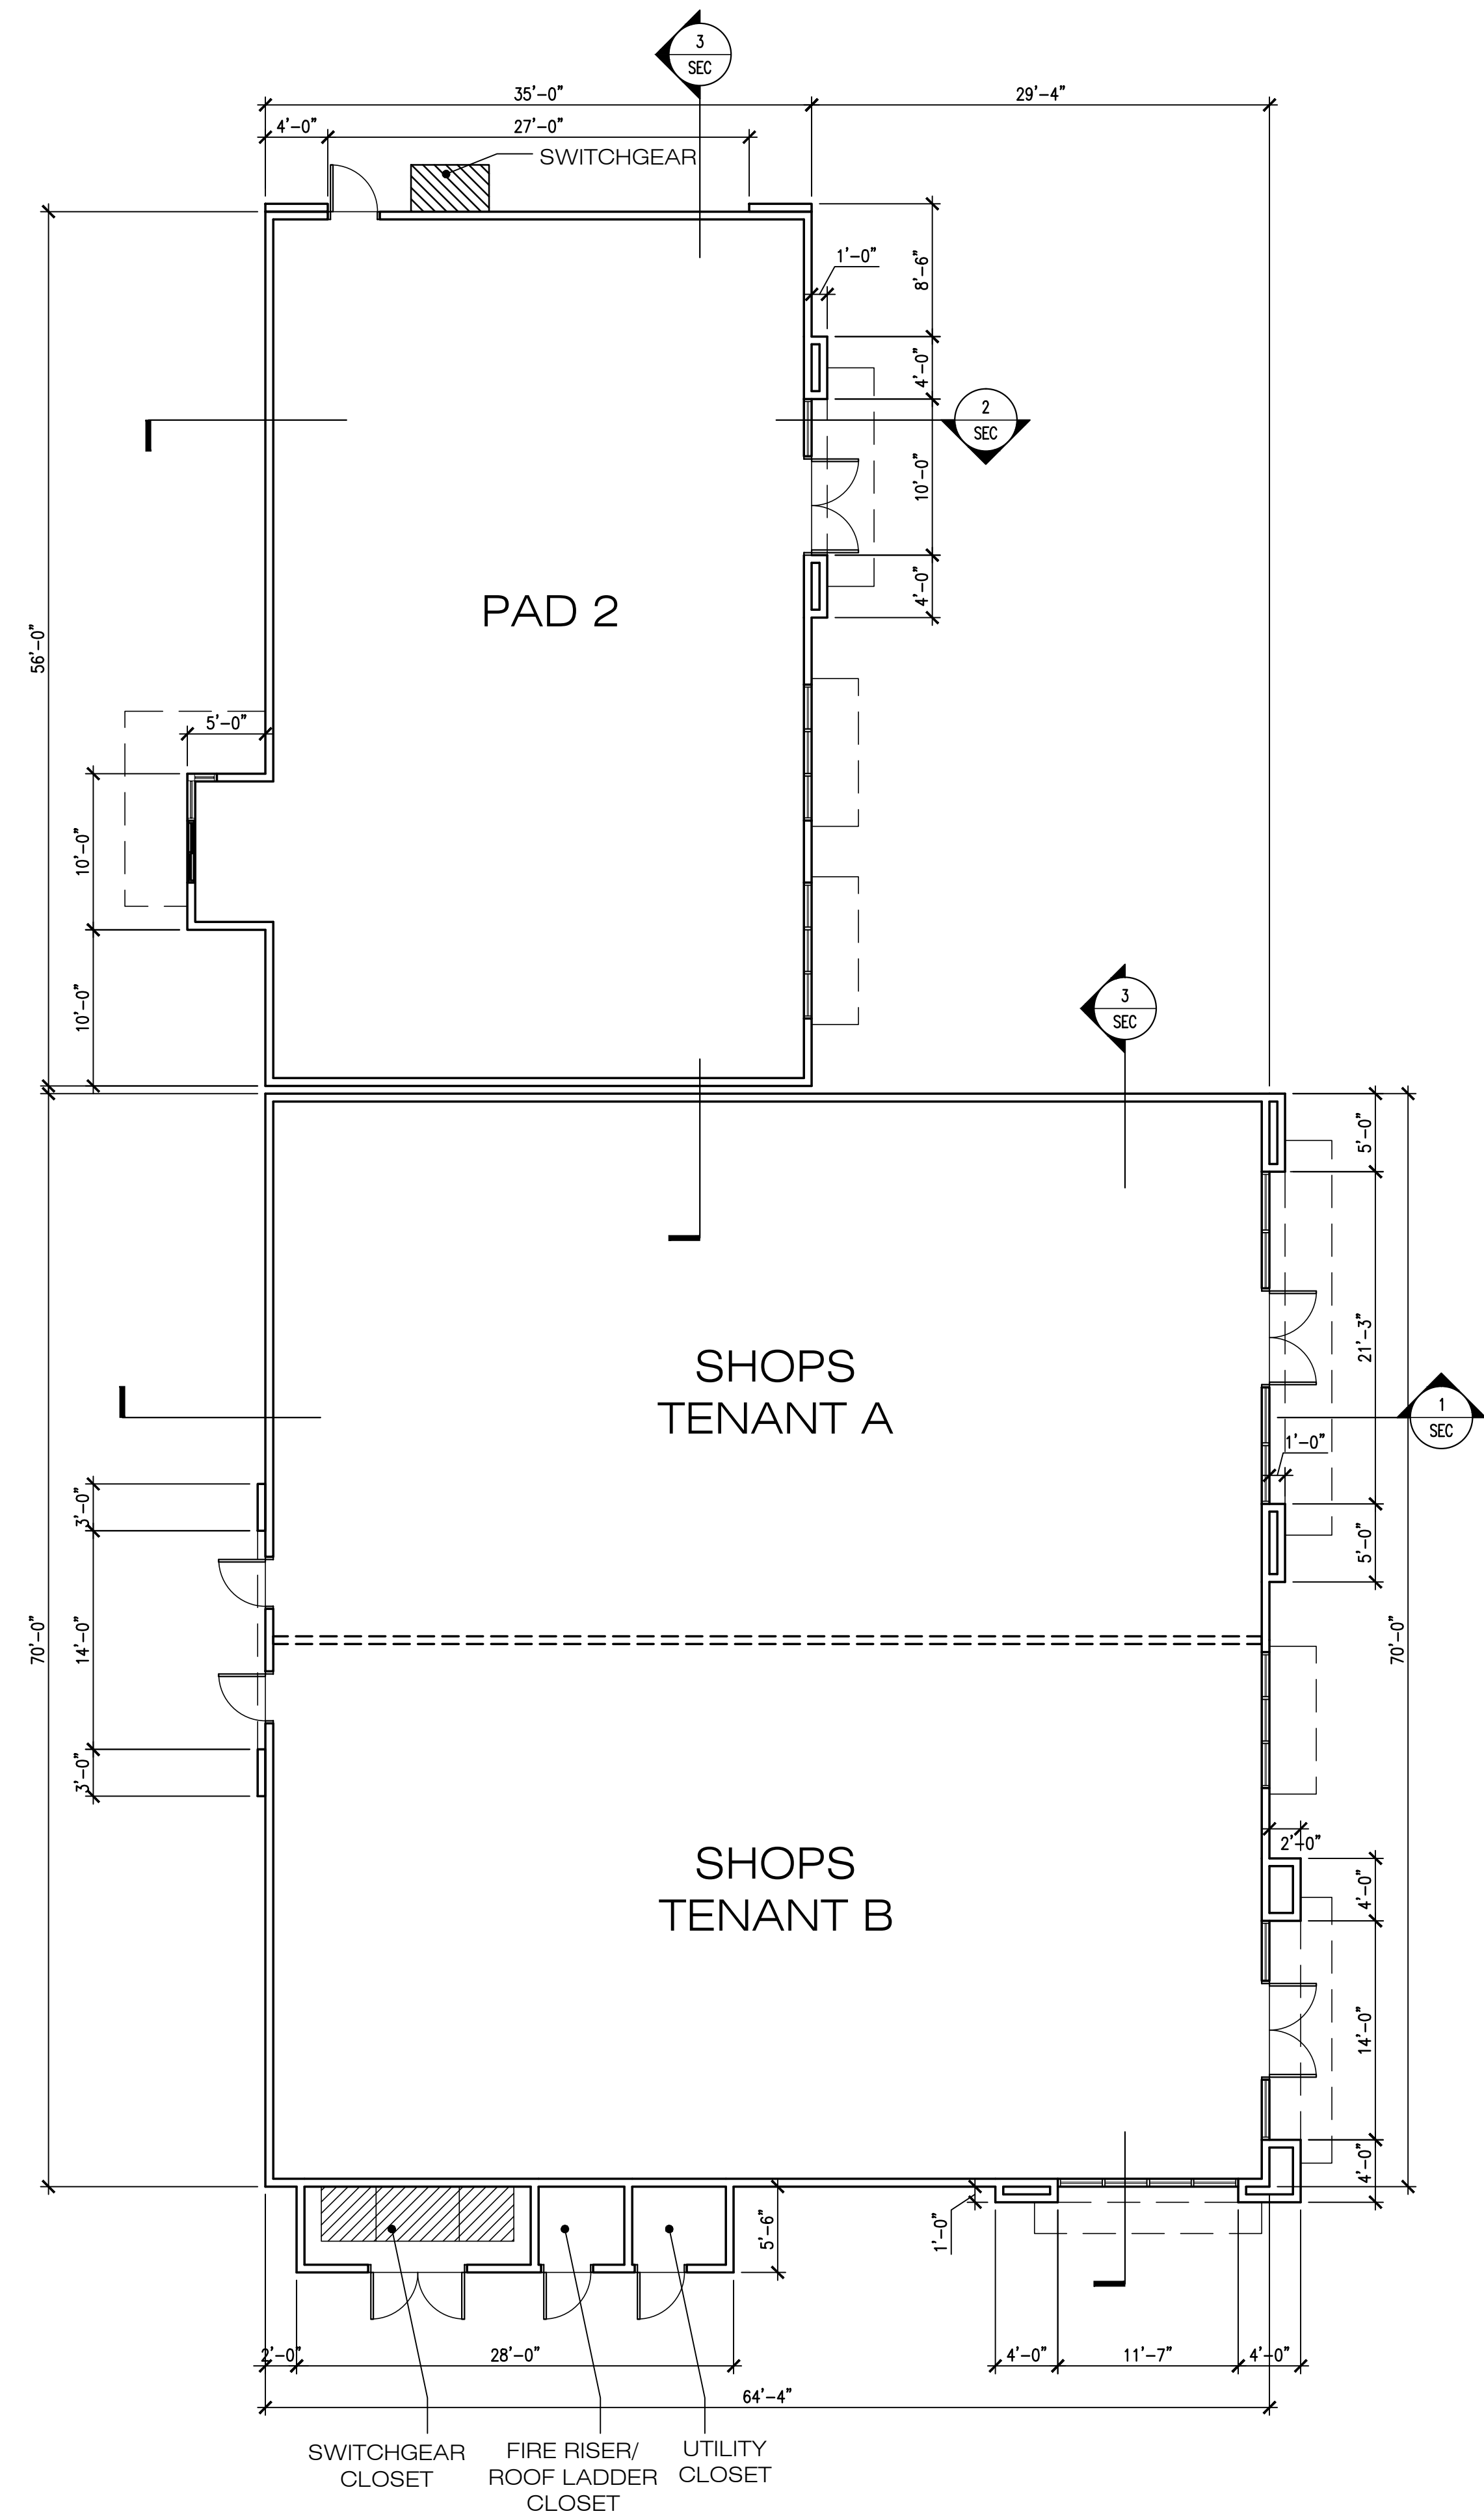 3
SEC
35'-0"
29'-4"
4'-0"
27'-0"
SWITCHGEAR
1'-0"
8'-6"
4'-0"
2
SEC
10'-0"
4'-0"
PAD 2
56'-0"
5'-0"
10'-0"
10'-0"
3
SEC
5'-0"
21'-3"
SHOPS
TENANT A
1
SEC
1'-0"
3'-0"
5'-0"
14'-0"
70'-0"
70'-0"
3'-0"
2'-0"
SHOPS
TENANT B
4'-0"
14'-0"
4'-0"
5'-6"
1'-0"
2'-0"
28'-0"
4'-0"
11'-7"
4'-0"
64'-4"
SWITCHGEAR
CLOSET
FIRE RISER/
ROOF LADDER
CLOSET
UTILITY
CLOSET